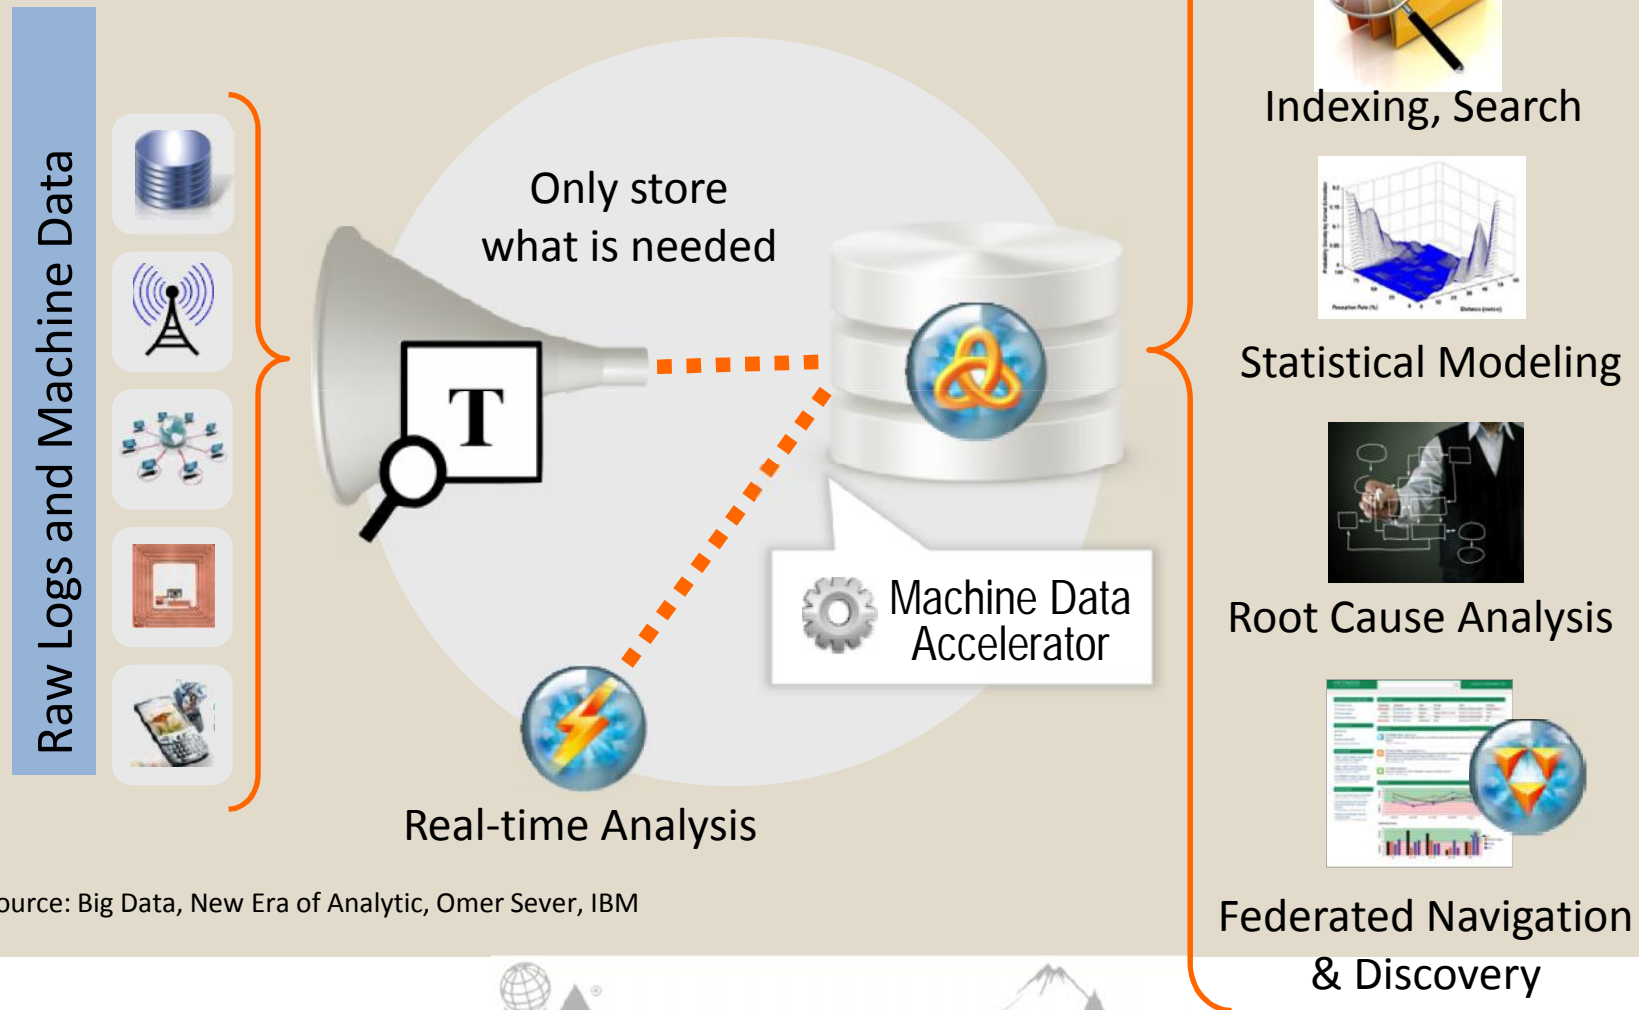 Raw Logs and Machine Data
Only store
what is needed
T
Machine Data
Accelerator
Real-time Analysis
Indexing, Search
Statistical Modeling
Root Cause Analysis
Federated Navigation
& Discovery
ource: Big Data, New Era of Analytic, Omer Sever, IBM
®